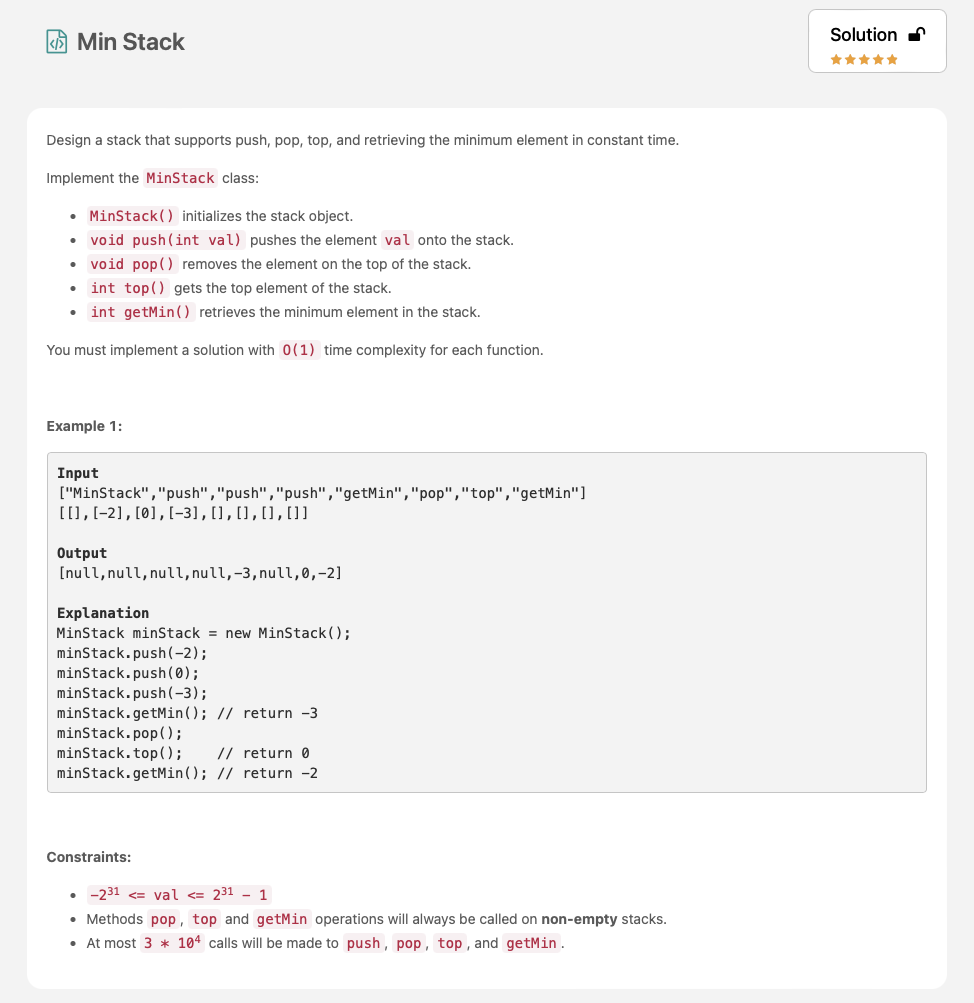 Min Stack
Solution
Design a stack that supports push, pop, top, and retrieving the minimum element in constant time.
Implement the MinStack class:
• MinStack() initializes the stack object.
• void push(int val) pushes the element val onto the stack.
• void pop() removes the element on the top of the stack.
• int top() gets the top element of the stack.
• int getMin() retrieves the minimum element in the stack.
You must implement a solution with O(1) time complexity for each function.
Example 1:
Input
["MinStack","push","push","push","getMin","pop","top","getMin"]
[[],[-2],[0],[-3],[],[],[],[]]
Output
[null,null,null,null,-3,null,0,-2]
Explanation
MinStack minStack = new MinStack();
minStack.push(-2);
minStack.push(0);
minStack.push(-3);
minStack.getMin(); // return -3
minStack.pop();
minStack.top();    // return 0
minStack.getMin(); // return -2
Constraints:
• -2³¹ <= val <= 2³¹ - 1
• Methods pop, top and getMin operations will always be called on non-empty stacks.
• At most 3 * 10⁴ calls will be made to push, pop, top, and getMin.